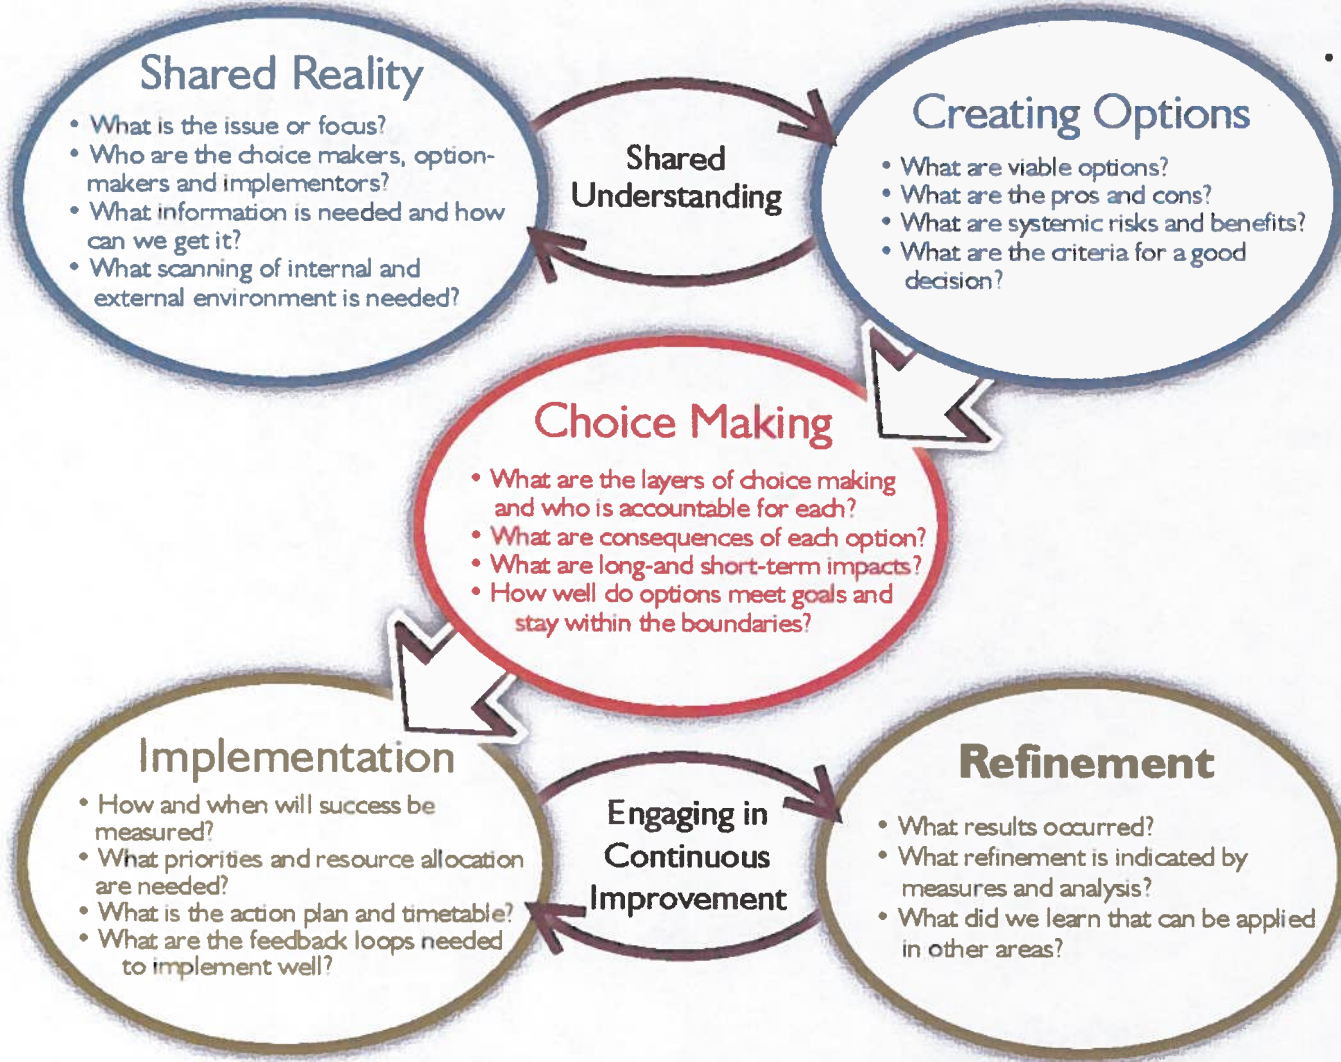 Shared Reality
• What is the issue or focus?
• Who are the choice makers, option-
makers and implementors?
• What information is needed and how
can we get it?
• What scanning of internal and
external environment is needed?
Shared
Understanding
Creating Options
• What are viable options?
• What are the pros and cons?
• What are systemic risks and benefits?
• What are the criteria for a good
decision?
Choice Making
• What are the layers of choice making
and who is accountable for each?
• What are consequences of each option?
• What are long-and short-term impacts?
• How well do options meet goals and
stay within the boundaries?
Implementation
• How and when will success be
measured?
• What priorities and resource allocation
are needed?
• What is the action plan and timetable?
• What are the feedback loops needed
to implement well?
Engaging in
Continuous
Improvement
Refinement
• What results occurred?
• What refinement is indicated by
measures and analysis?
• What did we learn that can be applied
in other areas?